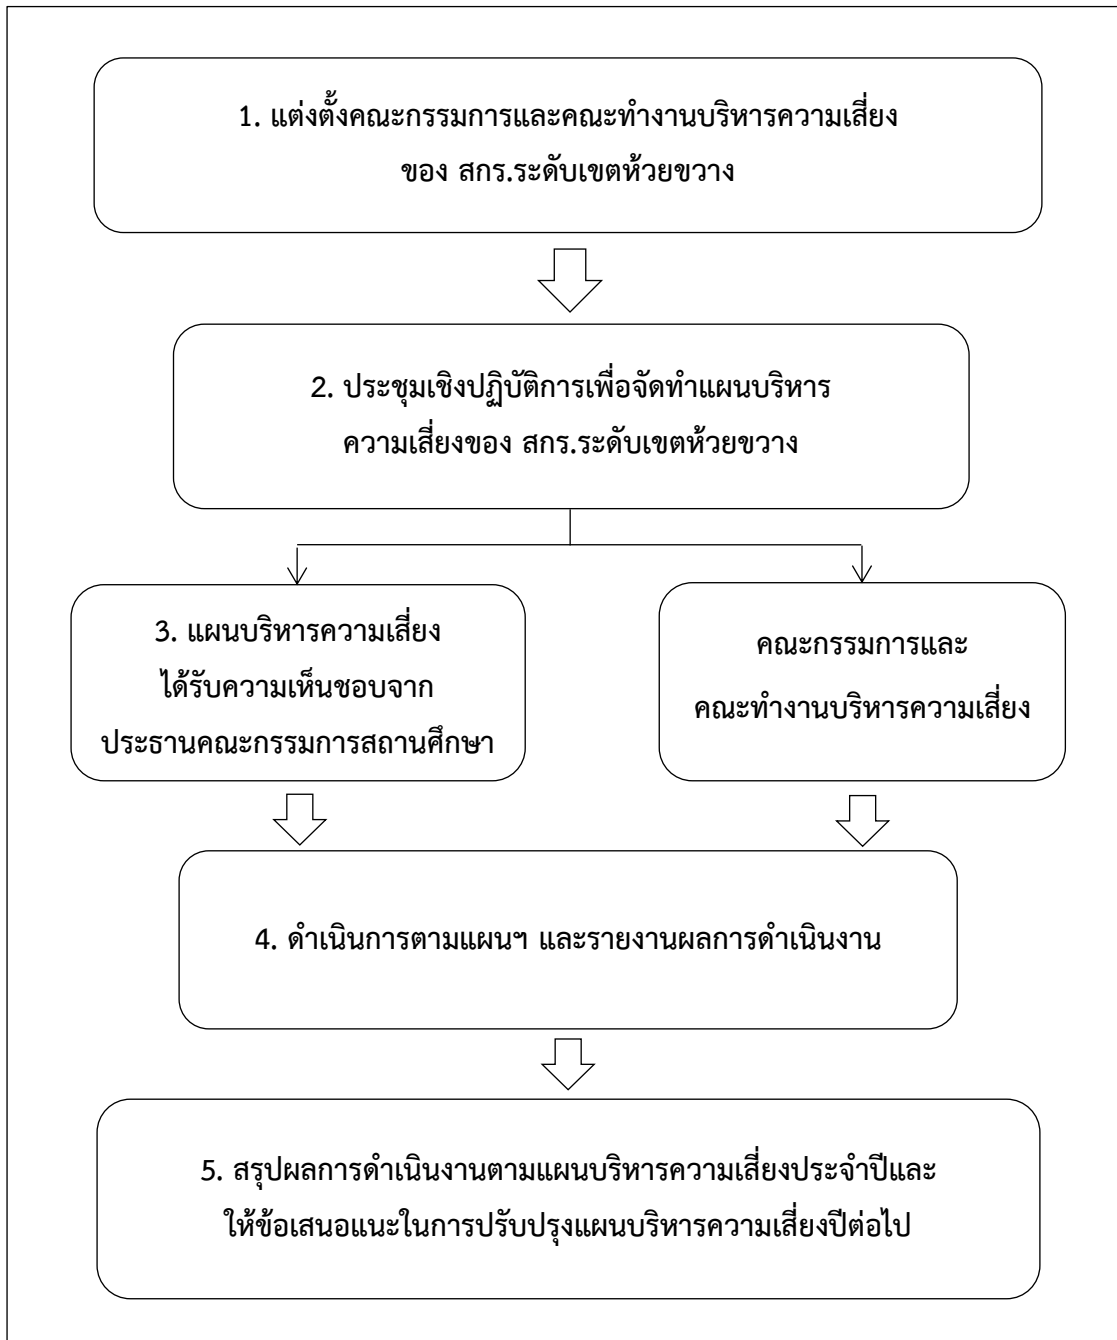 1. แต่งตั้งคณะกรรมการและคณะทำงานบริหารความเสี่ยง
ของ สกร.ระดับเขตห้วยขวาง
2. ประชุมเชิงปฏิบัติการเพื่อจัดทำแผนบริหาร
ความเสี่ยงของ สกร.ระดับเขตห้วยขวาง
3. แผนบริหารความเสี่ยง
ได้รับความเห็นชอบจาก
ประธานคณะกรรมการสถานศึกษา
คณะกรรมการและ
คณะทำงานบริหารความเสี่ยง
4. ดำเนินการตามแผนฯ และรายงานผลการดำเนินงาน
5. สรุปผลการดำเนินงานตามแผนบริหารความเสี่ยงประจำปีและ
ให้ข้อเสนอแนะในการปรับปรุงแผนบริหารความเสี่ยงปีต่อไป